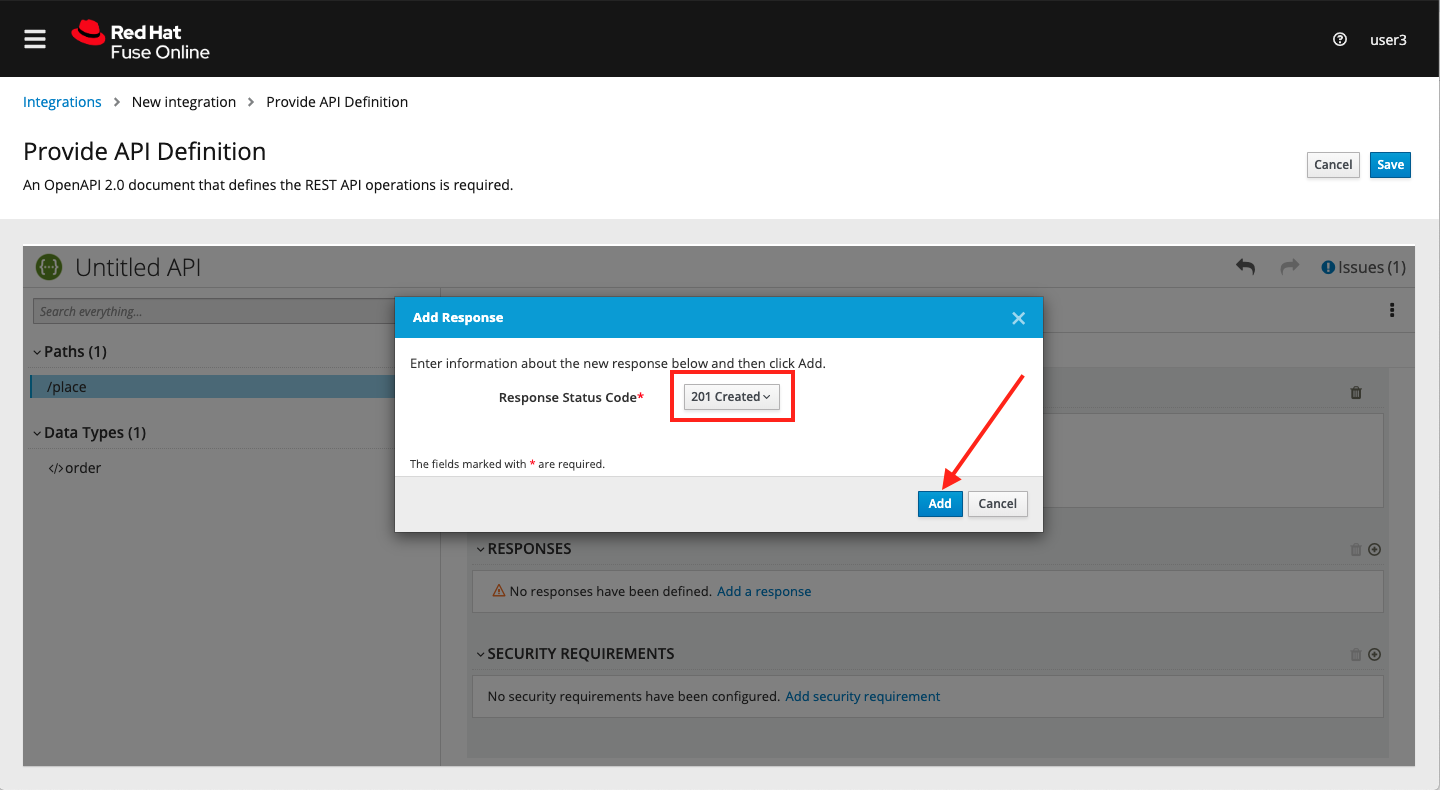 Red Hat
Fuse Online
user3
Integrations > New integration > Provide API Definition
Provide API Definition
Cancel Save
An OpenAPI 2.0 document that defines the REST API operations is required.
{···} Untitled API
Issues (1)
Search everything...
Add Response
Paths (1)
Enter information about the new response below and then click Add.
/place
Response Status Code* 201 Created
Data Types (1)
</> order
The fields marked with * are required.
Add Cancel
RESPONSES
No responses have been defined. Add a response
SECURITY REQUIREMENTS
No security requirements have been configured. Add security requirement